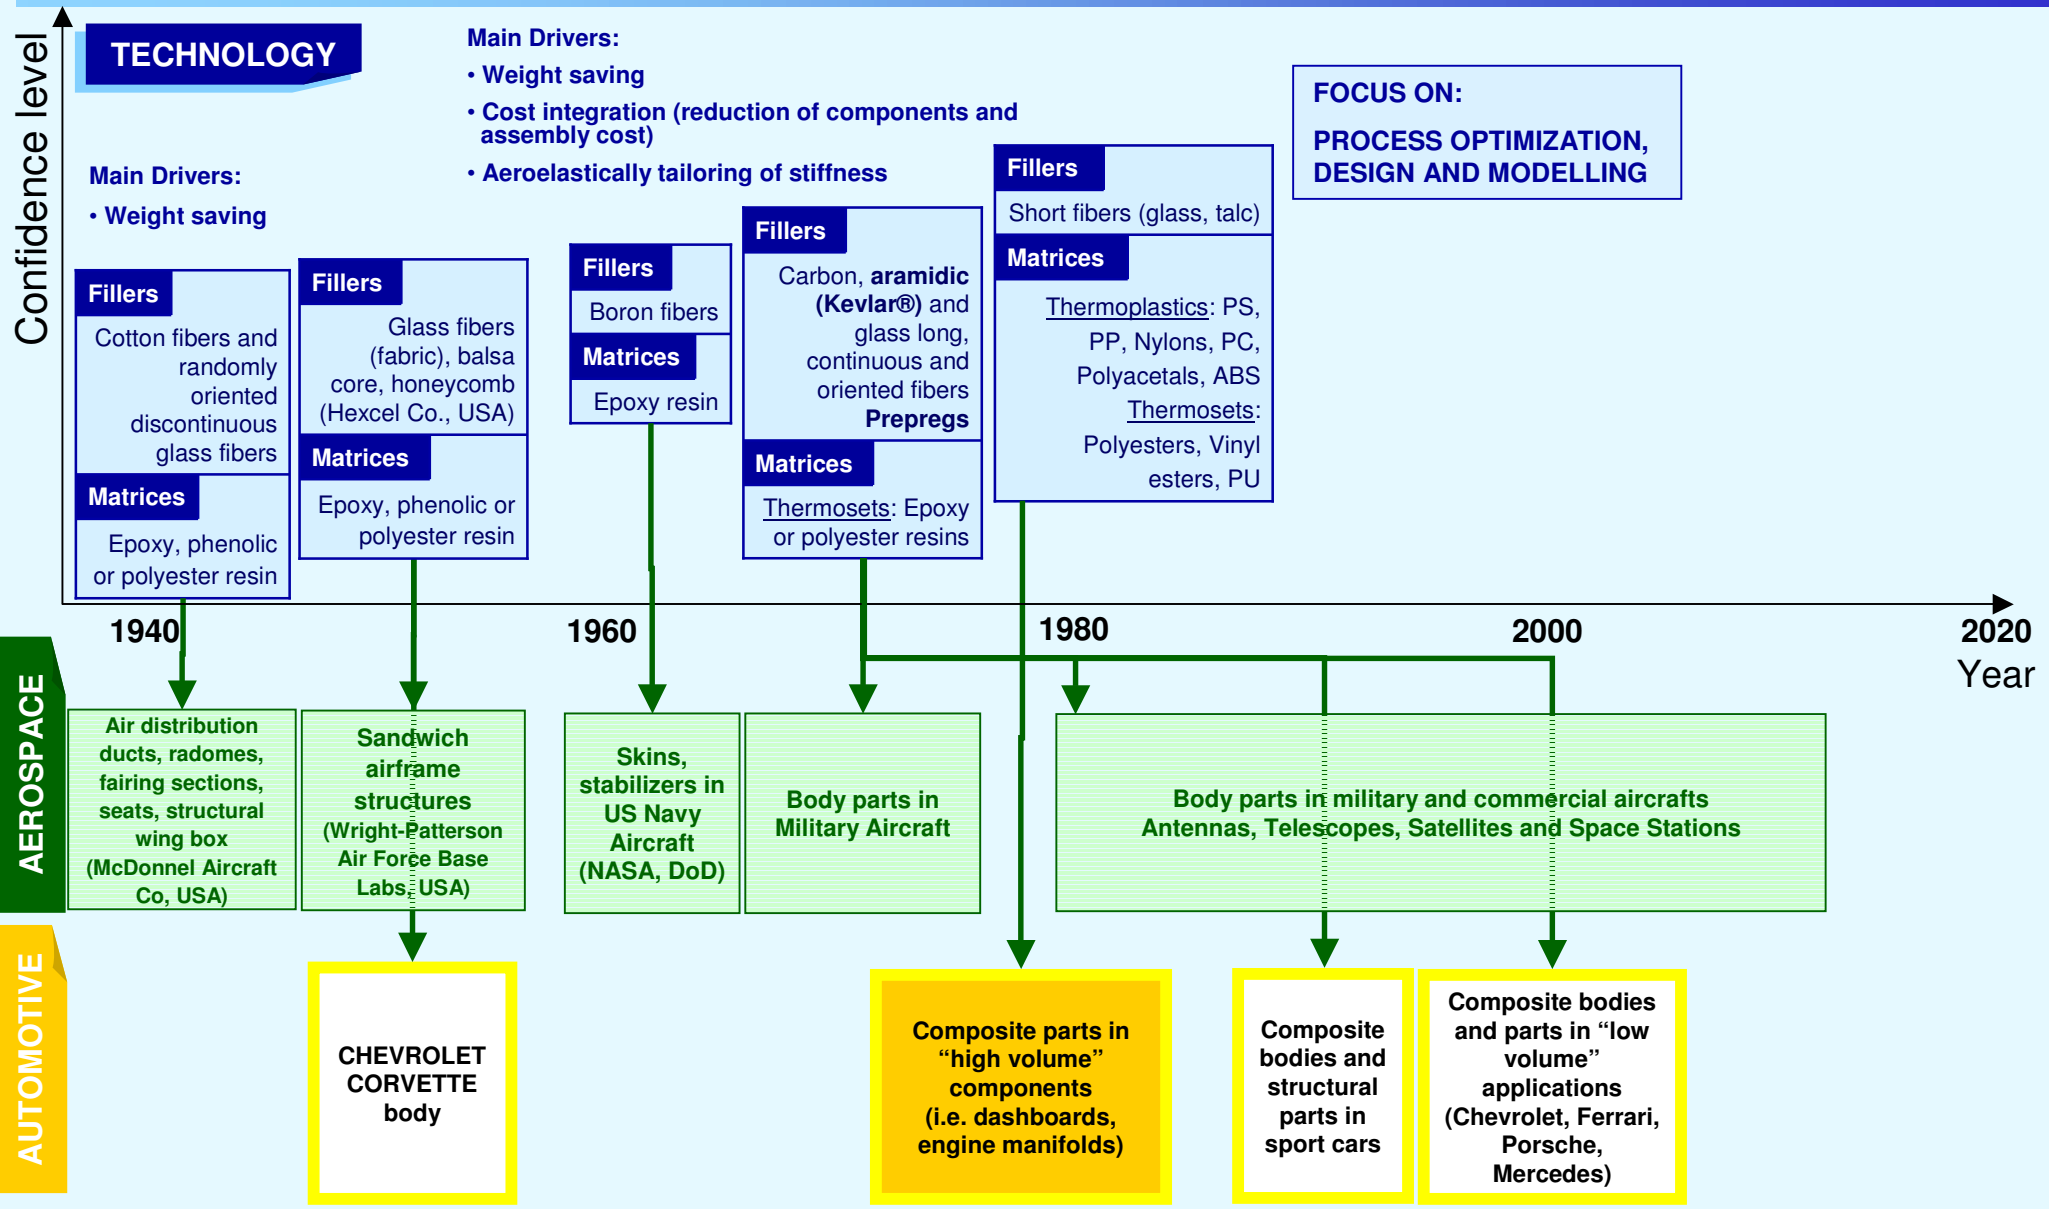 Confidence level
TECHNOLOGY
Main Drivers:
• Weight saving
Main Drivers:
• Weight saving
• Cost integration (reduction of components and
assembly cost)
• Aeroelastically tailoring of stiffness
FOCUS ON:
PROCESS OPTIMIZATION,
DESIGN AND MODELLING
Fillers
Cotton fibers and
randomly
oriented
discontinuous
glass fibers
Matrices
Epoxy, phenolic
or polyester resin
Fillers
Glass fibers
(fabric), balsa
core, honeycomb
(Hexcel Co., USA)
Matrices
Epoxy, phenolic or
polyester resin
Fillers
Boron fibers
Matrices
Epoxy resin
Fillers
Carbon, aramidic
(Kevlar®) and
glass long,
continuous and
oriented fibers
Prepregs
Matrices
Thermosets: Epoxy
or polyester resins
Fillers
Short fibers (glass, talc)
Matrices
Thermoplastics: PS,
PP, Nylons, PC,
Polyacetals, ABS
Thermosets:
Polyesters, Vinyl
esters, PU
1940
1960
1980
2000
2020
Year
AEROSPACE
Air distribution
ducts, radomes,
fairing sections,
seats, structural
wing box
(McDonnel Aircraft
Co, USA)
Sandwich
airframe
structures
(Wright-Patterson
Air Force Base
Labs, USA)
Skins,
stabilizers in
US Navy
Aircraft
(NASA, DoD)
Body parts in
Military Aircraft
Body parts in military and commercial aircrafts
Antennas, Telescopes, Satellites and Space Stations
AUTOMOTIVE
CHEVROLET
CORVETTE
body
Composite parts in
“high volume”
components
(i.e. dashboards,
engine manifolds)
Composite
bodies and
structural
parts in
sport cars
Composite bodies
and parts in “low
volume”
applications
(Chevrolet, Ferrari,
Porsche,
Mercedes)